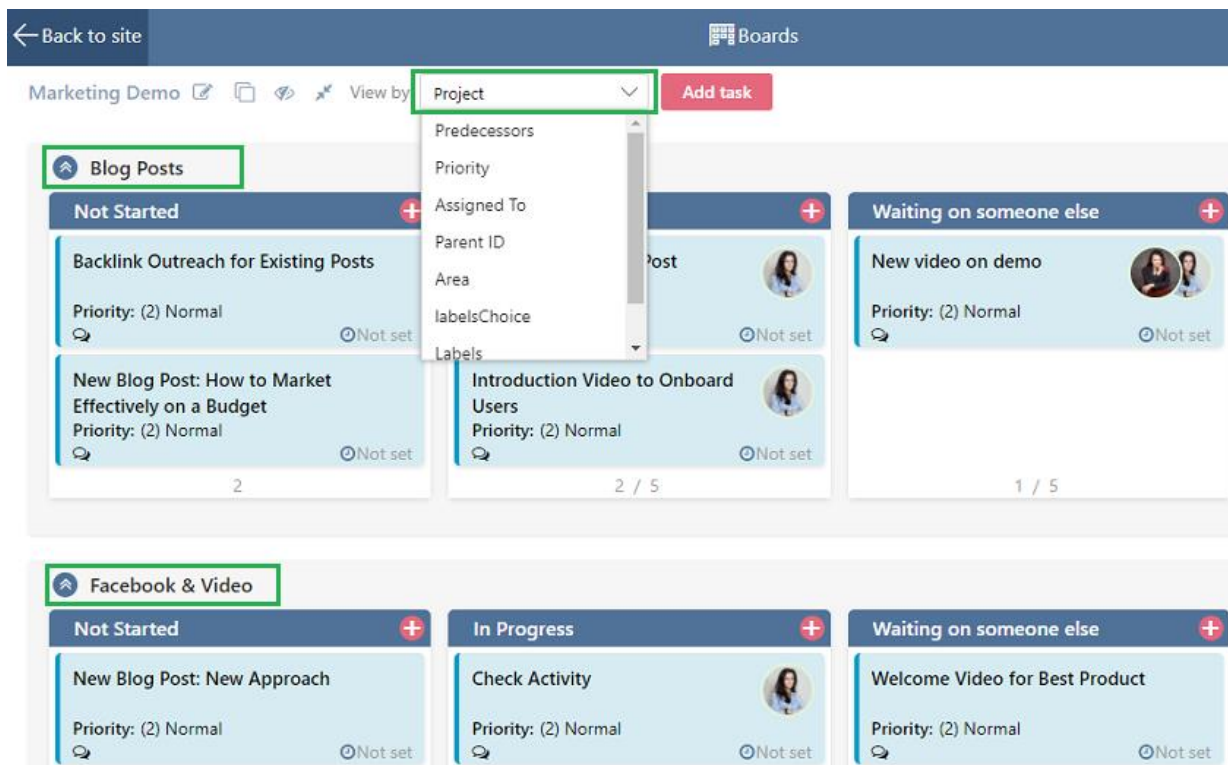 Back to site
Boards
Marketing Demo
View by
Project
Add task
Predecessors
Priority
Assigned To
Parent ID
Area
labelsChoice
Labels
Blog Posts
Not Started
Backlink Outreach for Existing Posts
Priority: (2) Normal
Not set
New Blog Post: How to Market
Effectively on a Budget
Priority: (2) Normal
Not set
2
Post
Not set
Introduction Video to Onboard
Users
Priority: (2) Normal
Not set
2 / 5
Waiting on someone else
New video on demo
Priority: (2) Normal
Not set
1 / 5
Facebook & Video
Not Started
New Blog Post: New Approach
Priority: (2) Normal
Not set
In Progress
Check Activity
Priority: (2) Normal
Not set
Waiting on someone else
Welcome Video for Best Product
Priority: (2) Normal
Not set